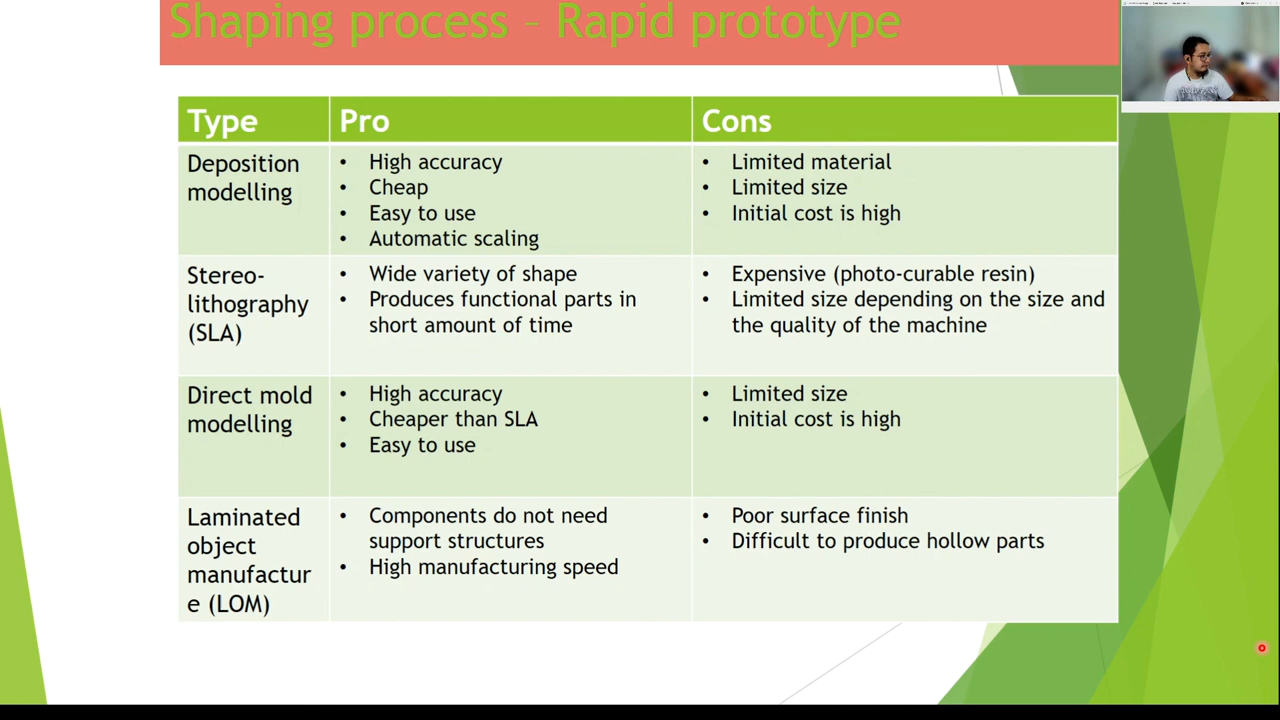 Shaping process – Rapid prototype
Type
Pro
Cons
Deposition
modelling
• High accuracy
• Cheap
• Easy to use
• Automatic scaling
• Limited material
• Limited size
• Initial cost is high
Stereo-
lithography
(SLA)
• Wide variety of shape
• Produces functional parts in
short amount of time
• Expensive (photo-curable resin)
• Limited size depending on the size and
the quality of the machine
Direct mold
modelling
• High accuracy
• Cheaper than SLA
• Easy to use
• Limited size
• Initial cost is high
Laminated
object
manufactur
e (LOM)
• Components do not need
support structures
• High manufacturing speed
• Poor surface finish
• Difficult to produce hollow parts